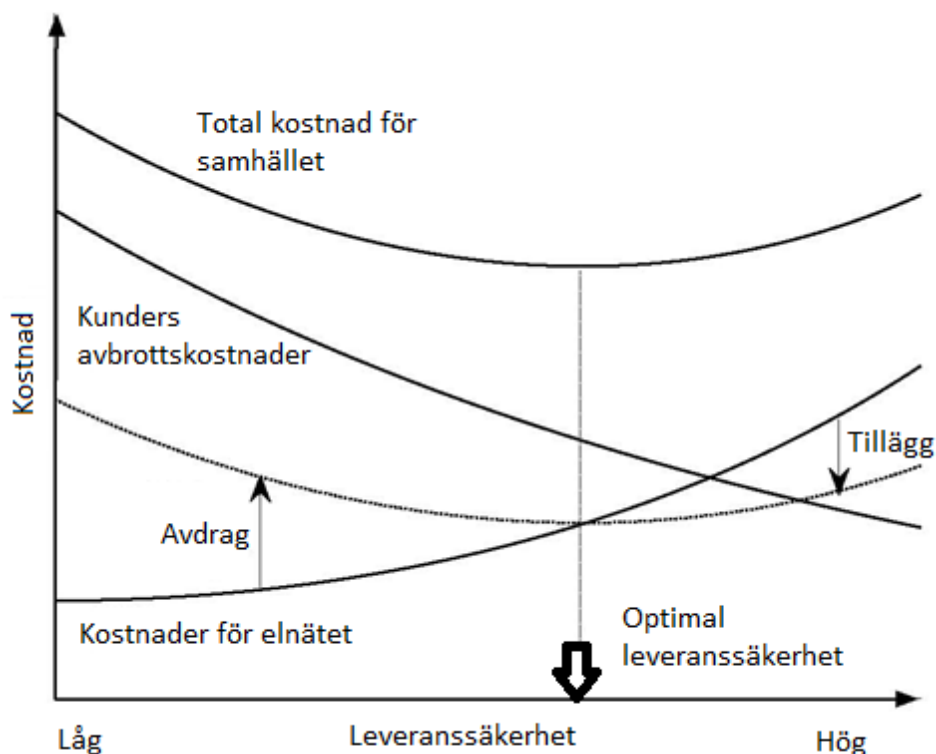 Total kostnad för
samhället
Kunders
avbrottskostnader
Kostnad
Tillägg
Avdrag
Kostnader för elnätet
Optimal
leveranssäkerhet
Låg
Leveranssäkerhet
Hög